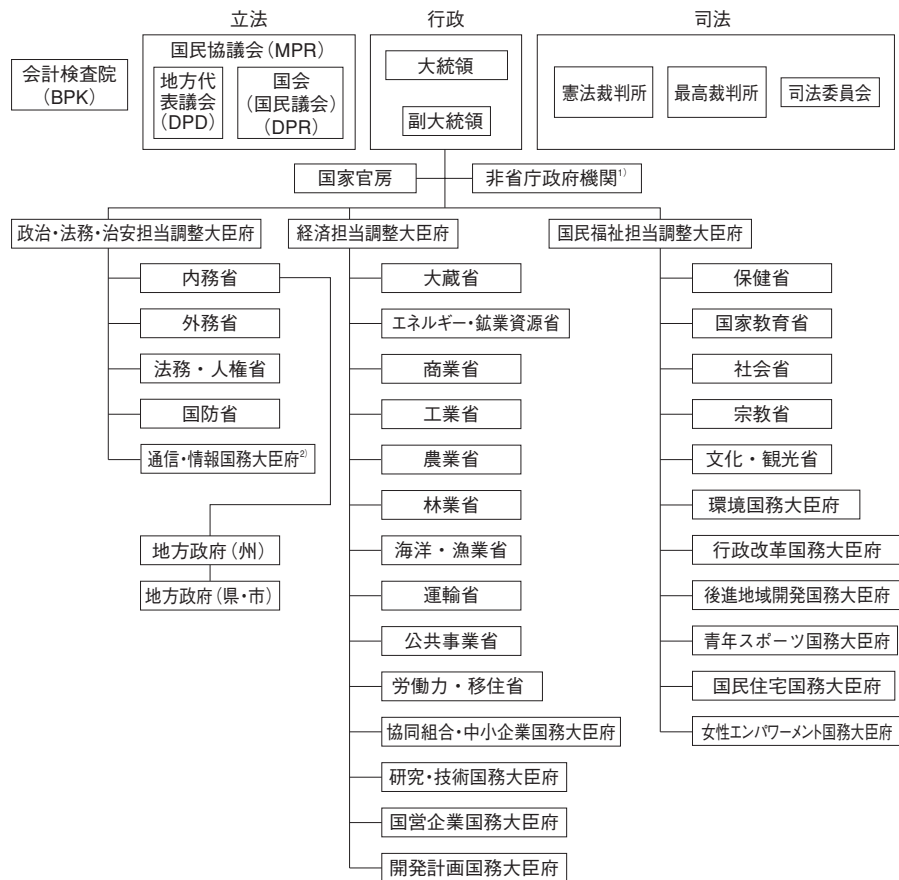 立法
行政
司法
会計検査院
(BPK)
国民協議会(MPR)
地方代
表議会
(DPD)
国会
(国民議会)
(DPR)
大統領
副大統領
憲法裁判所
最高裁判所
司法委員会
国家官房
非省庁政府機関1)
政治・法務・治安担当調整大臣府
経済担当調整大臣府
国民福祉担当調整大臣府
内務省
外務省
法務・人権省
国防省
通信・情報国務大臣府2)
地方政府(州)
地方政府(県・市)
大蔵省
エネルギー・鉱業資源省
商業省
工業省
農業省
林業省
海洋・漁業省
運輸省
公共事業省
労働力・移住省
協同組合・中小企業国務大臣府
研究・技術国務大臣府
国営企業国務大臣府
開発計画国務大臣府
保健省
国家教育省
社会省
宗教省
文化・観光省
環境国務大臣府
行政改革国務大臣府
後進地域開発国務大臣府
青年スポーツ国務大臣府
国民住宅国務大臣府
女性エンパワーメント国務大臣府